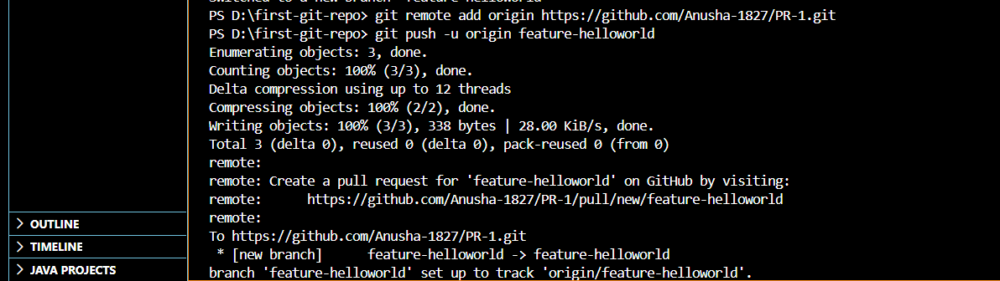 PS D:\first-git-repo> git remote add origin https://github.com/Anusha-1827/PR-1.git
PS D:\first-git-repo> git push -u origin feature-helloworld
Enumerating objects: 3, done.
Counting objects: 100% (3/3), done.
Delta compression using up to 12 threads
Compressing objects: 100% (2/2), done.
Writing objects: 100% (3/3), 338 bytes | 28.00 KiB/s, done.
Total 3 (delta 0), reused 0 (delta 0), pack-reused 0 (from 0)
remote:
remote: Create a pull request for 'feature-helloworld' on GitHub by visiting:
remote:      https://github.com/Anusha-1827/PR-1/pull/new/feature-helloworld
remote:
To https://github.com/Anusha-1827/PR-1.git
 * [new branch]      feature-helloworld -> feature-helloworld
branch 'feature-helloworld' set up to track 'origin/feature-helloworld'.
OUTLINE
TIMELINE
JAVA PROJECTS